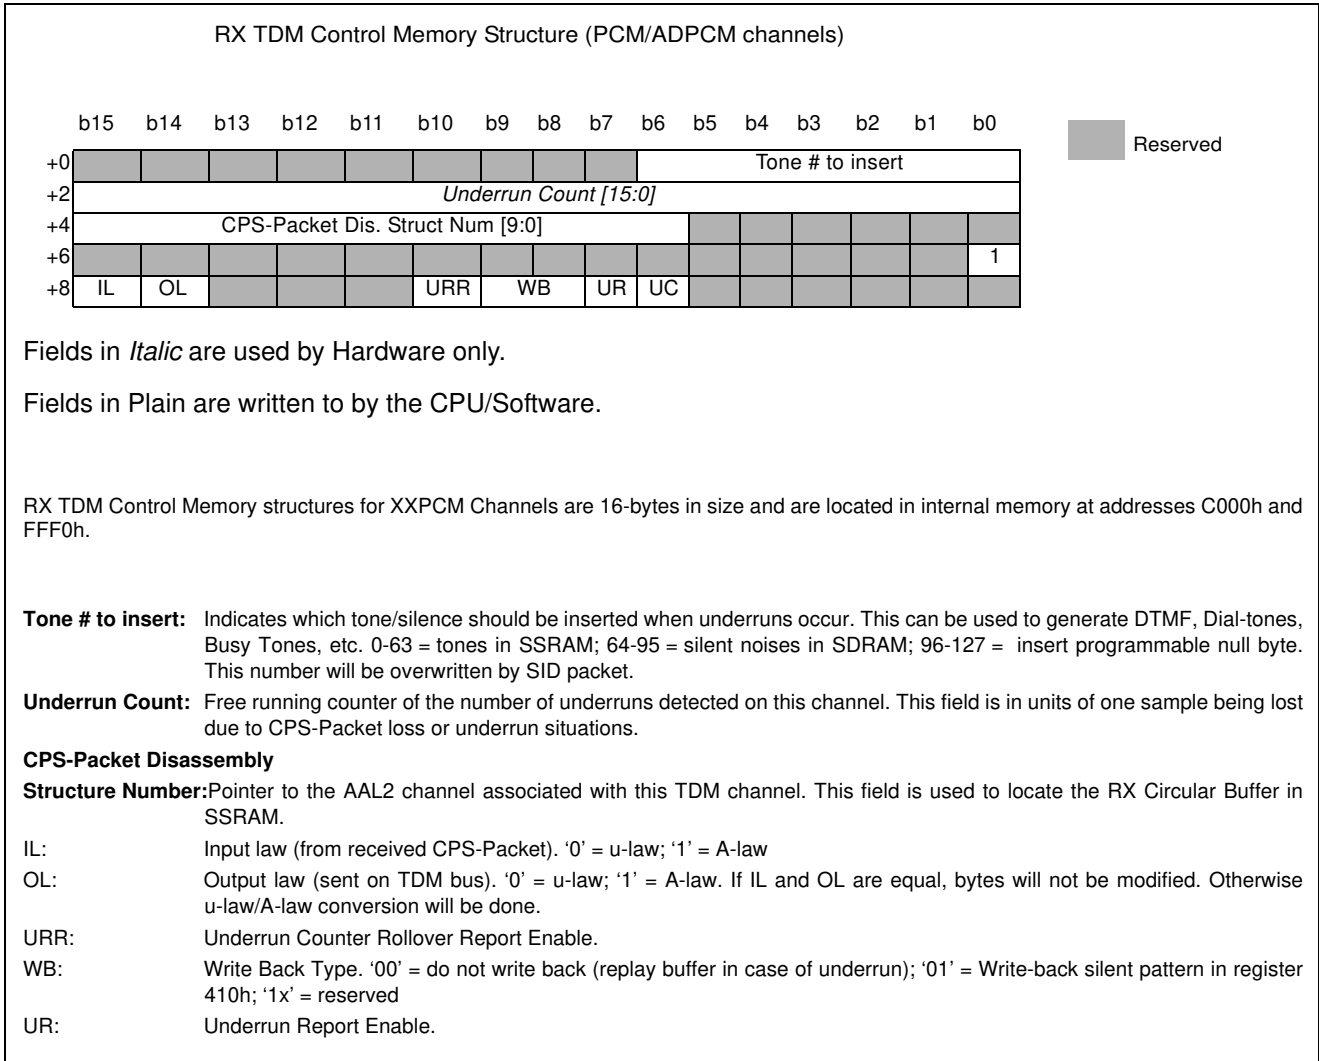 RX TDM Control Memory Structure (PCM/ADPCM channels)
b15 b14 b13 b12 b11 b10 b9 b8 b7 b6 b5 b4 b3 b2 b1 b0
Reserved
+0 Tone # to insert
+2 Underrun Count [15:0]
+4 CPS-Packet Dis. Struct Num [9:0]
+6 1
+8 IL OL URR WB UR UC
Fields in Italic are used by Hardware only.
Fields in Plain are written to by the CPU/Software.
RX TDM Control Memory structures for XXPCM Channels are 16-bytes in size and are located in internal memory at addresses C000h and
FFF0h.
Tone # to insert: Indicates which tone/silence should be inserted when underruns occur. This can be used to generate DTMF, Dial-tones,
Busy Tones, etc. 0-63 = tones in SSRAM; 64-95 = silent noises in SDRAM; 96-127 = insert programmable null byte.
This number will be overwritten by SID packet.
Underrun Count: Free running counter of the number of underruns detected on this channel. This field is in units of one sample being lost
due to CPS-Packet loss or underrun situations.
CPS-Packet Disassembly
Structure Number:Pointer to the AAL2 channel associated with this TDM channel. This field is used to locate the RX Circular Buffer in
SSRAM.
IL: Input law (from received CPS-Packet). ‘0’ = u-law; ‘1’ = A-law
OL: Output law (sent on TDM bus). ‘0’ = u-law; ‘1’ = A-law. If IL and OL are equal, bytes will not be modified. Otherwise
u-law/A-law conversion will be done.
URR: Underrun Counter Rollover Report Enable.
WB: Write Back Type. ‘00’ = do not write back (replay buffer in case of underrun); ‘01’ = Write-back silent pattern in register
410h; ‘1x’ = reserved
UR: Underrun Report Enable.